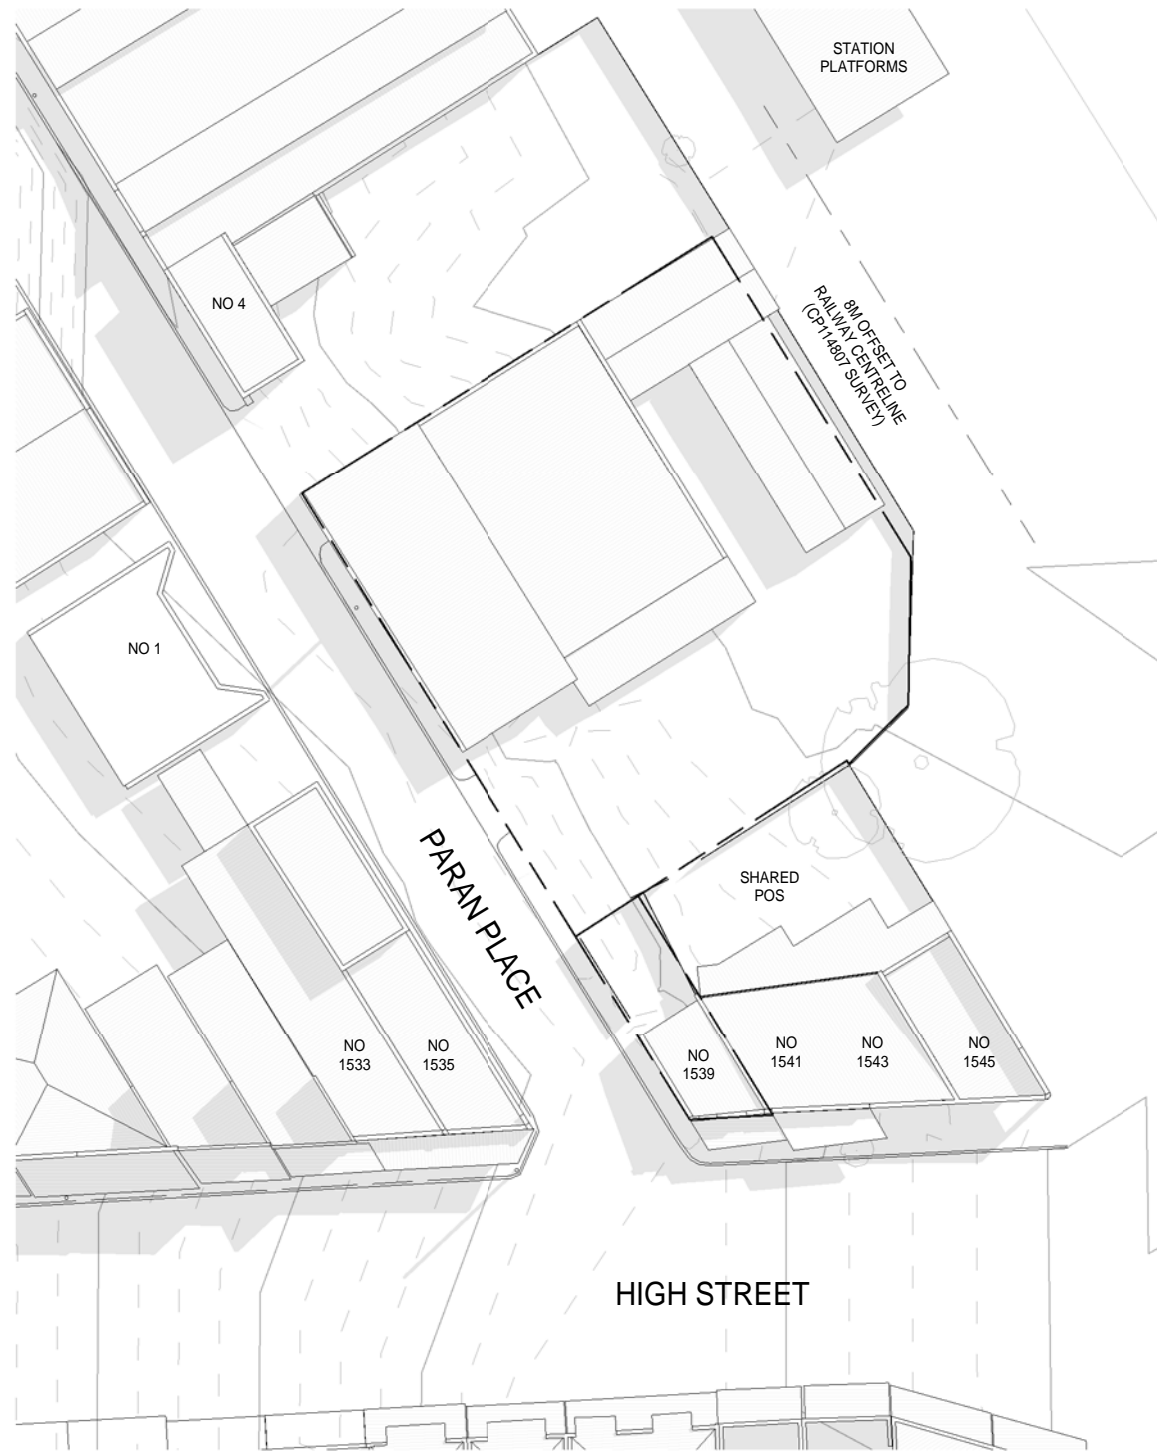 STATION
PLATFORMS
NO 4
8M OFFSET TO
RAILWAY CENTRELINE
(CP114807 SURVEY)
NO 1
PARAN PLACE
SHARED
POS
NO
1533
NO
1535
NO
1539
NO
1541
NO
1543
NO
1545
HIGH STREET